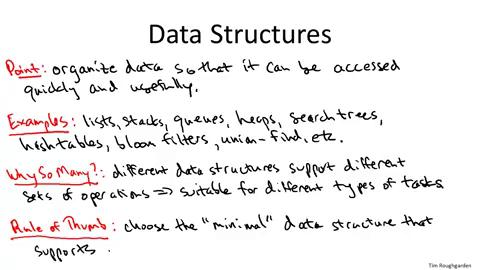 Data Structures
Point: organize data so that it can be accessed
quickly and usefully.
Examples: lists, stacks, queues, heaps, search trees,
hashtables, bloom filters, union-find, etc.
Why So Many?: different data structures support different
sets of operations => suitable for different types of tasks
Rule of Thumb: choose the "minimal" data structure that
supports
Tim Roughgarden